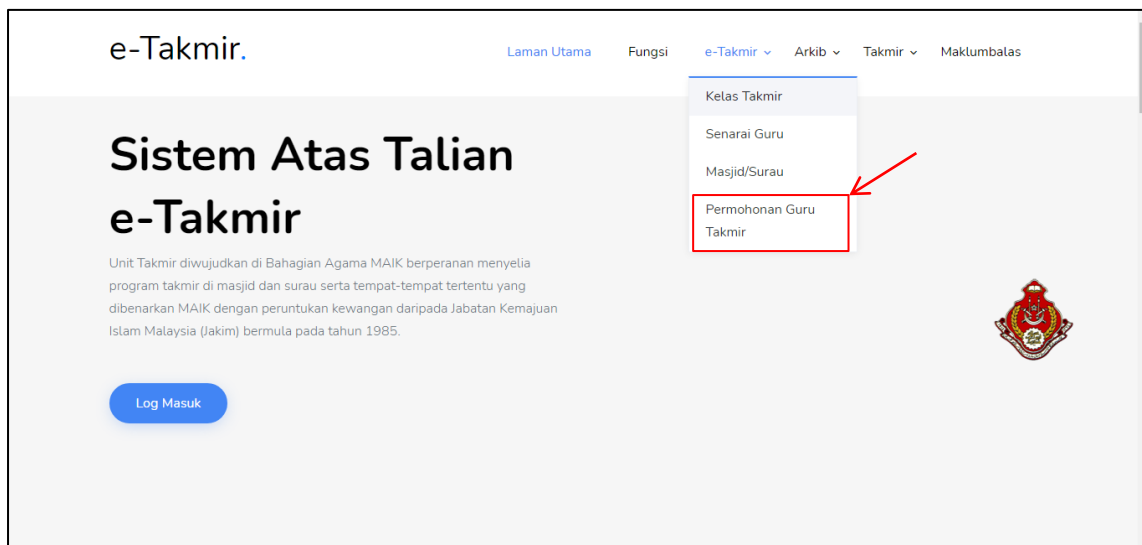 e-Takmir.
Laman Utama Fungsi e-Takmir Arkib Takmir Maklumbalas
Kelas Takmir
Senarai Guru
Masjid/Surau
Permohonan Guru
Takmir
Sistem Atas Talian
e-Takmir
Unit Takmir diwujudkan di Bahagian Agama MAIK berperanan menyelia
program takmir di masjid dan surau serta tempat-tempat tertentu yang
dibenarkan MAIK dengan peruntukan kewangan daripada Jabatan Kemajuan
Islam Malaysia (Jakim) bermula pada tahun 1985.
Log Masuk